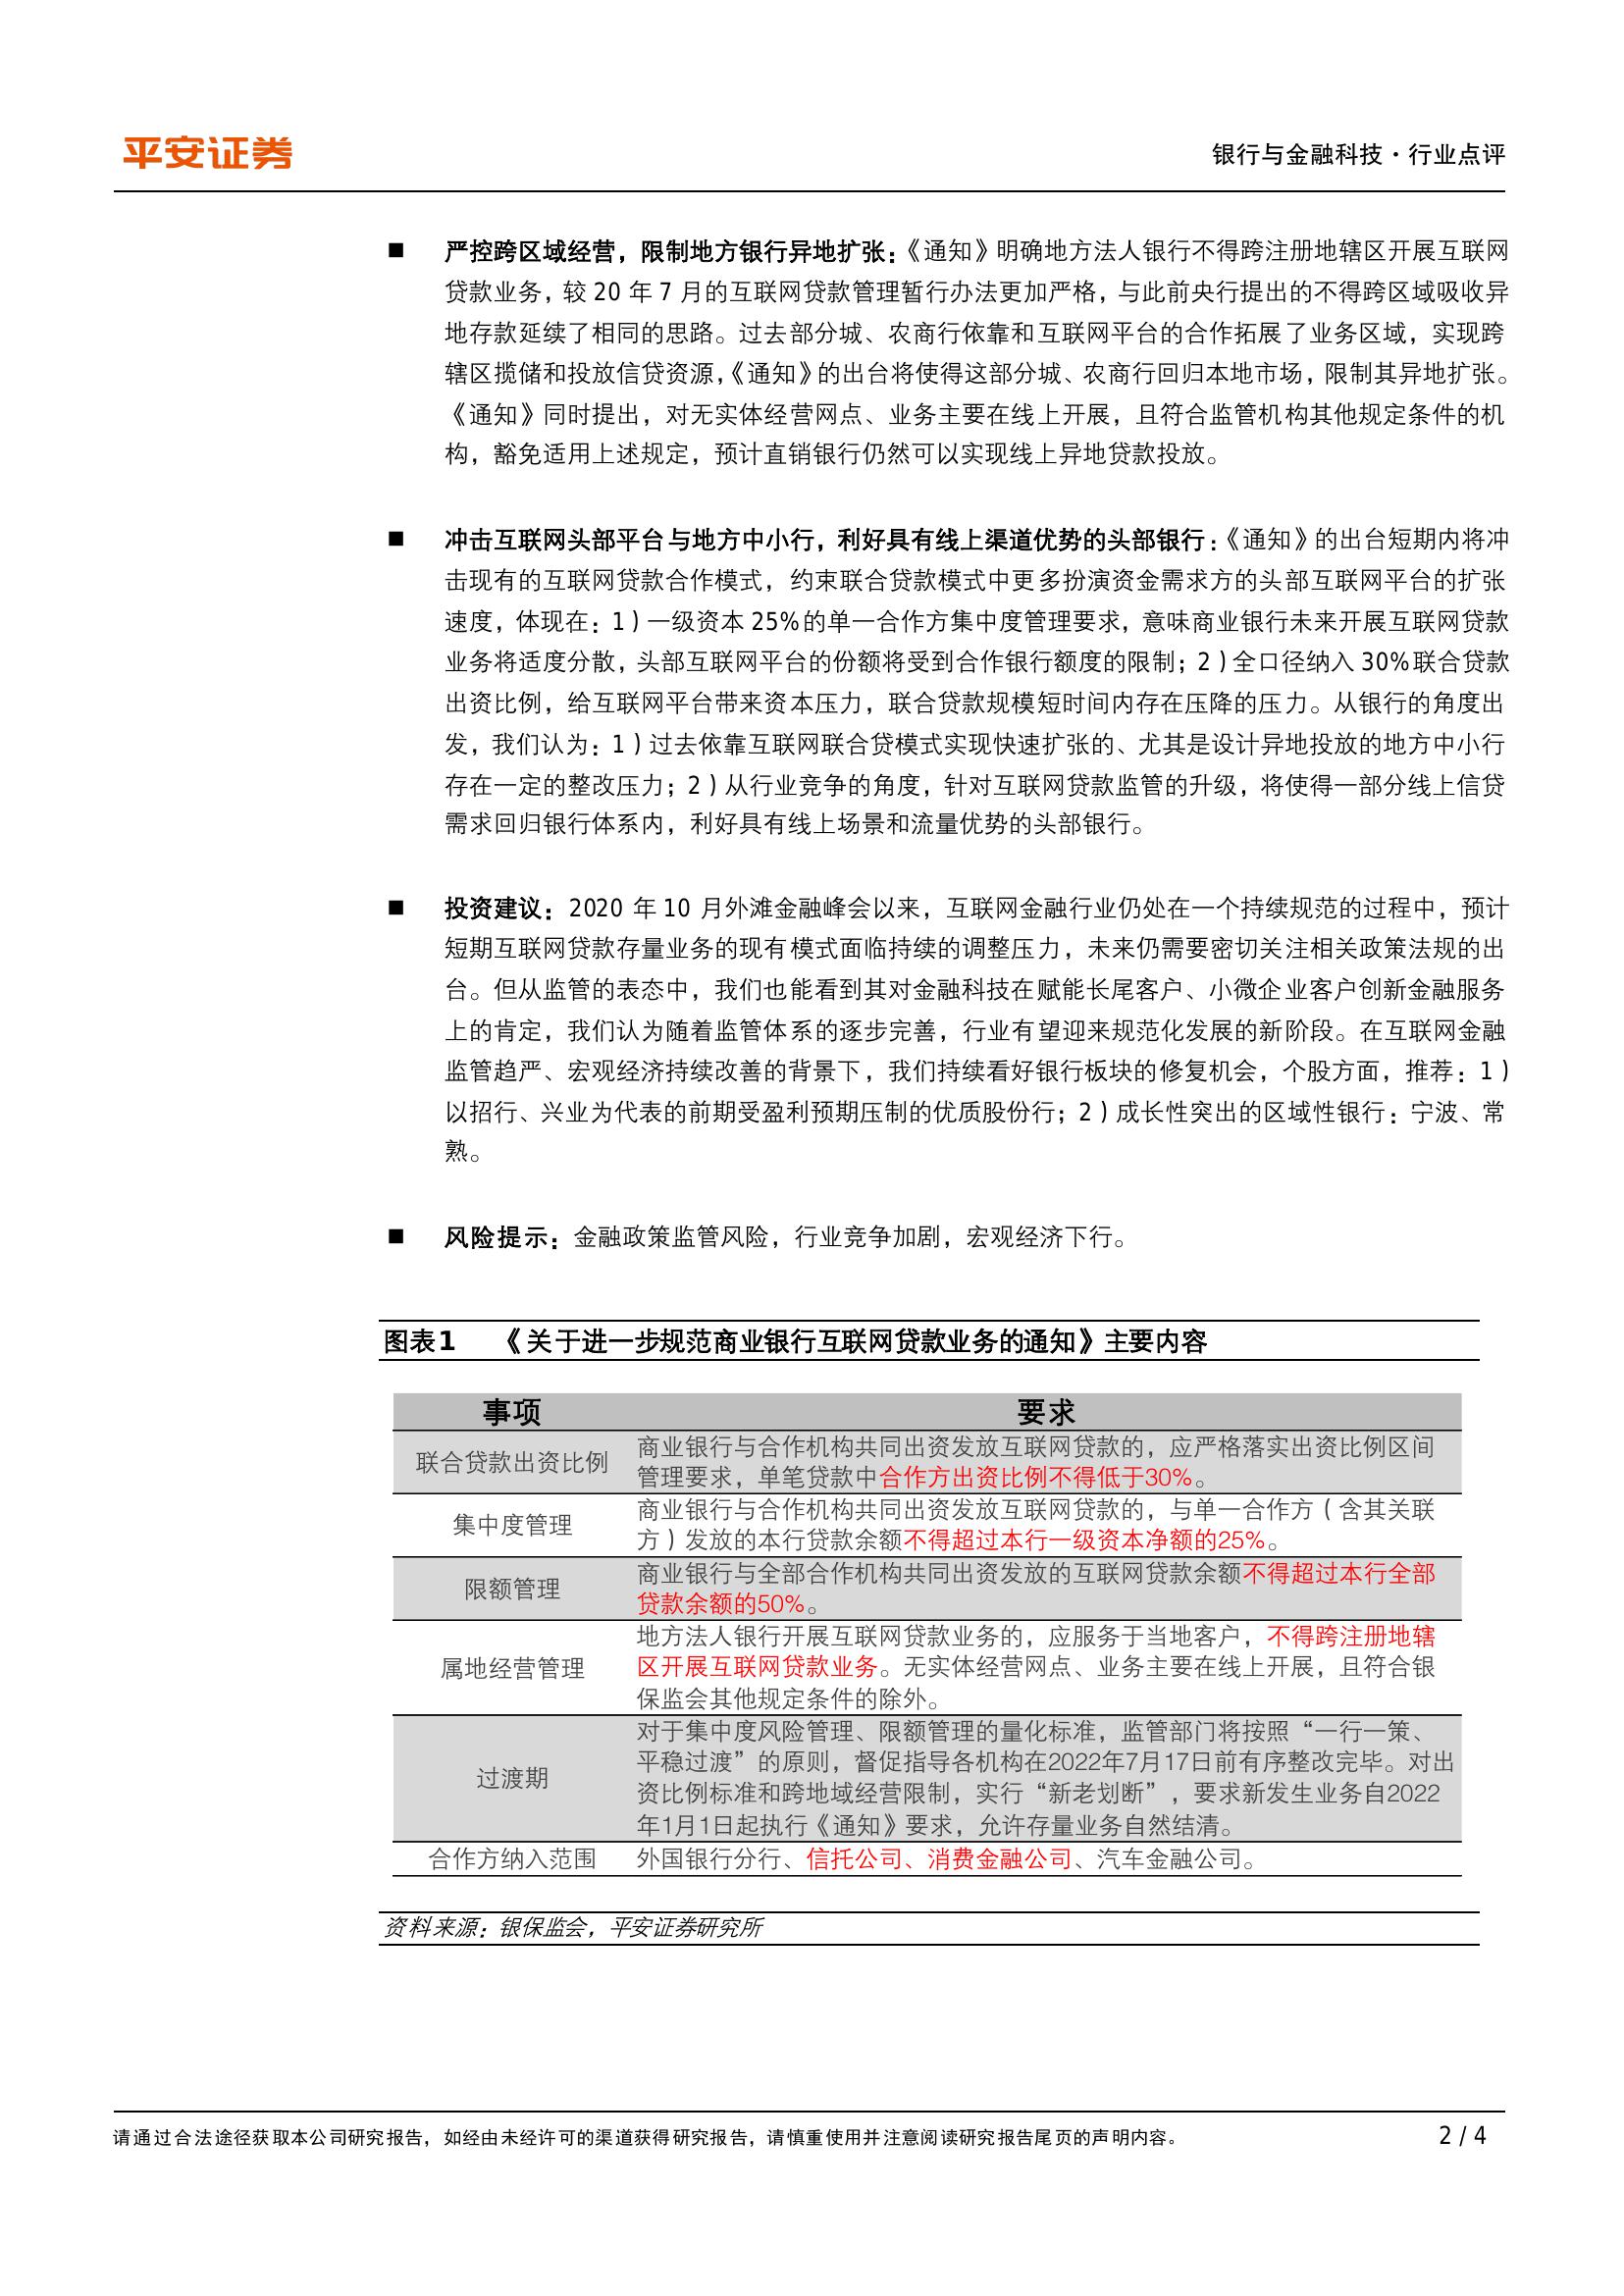 平安证券
银行与金融科技·行业点评
■ 严控跨区域经营，限制地方银行异地扩张：《通知》明确地方法人银行不得跨注册地辖区开展互联网
贷款业务，较 20 年 7 月的互联网贷款管理暂行办法更加严格，与此前央行提出的不得跨区域吸收异
地存款延续了相同的思路。过去部分城、农商行依靠和互联网平台的合作拓展了业务区域，实现跨
辖区揽储和投放信贷资源，《通知》的出台将使得这部分城、农商行回归本地市场，限制其异地扩张。
《通知》同时提出，对无实体经营网点、业务主要在线上开展，且符合监管机构其他规定条件的机
构，豁免适用上述规定，预计直销银行仍然可以实现线上异地贷款投放。
■ 冲击互联网头部平台与地方中小行，利好具有线上渠道优势的头部银行：《通知》的出台短期内将冲
击现有的互联网贷款合作模式，约束联合贷款模式中更多扮演资金需求方的头部互联网平台的扩张
速度，体现在：1）一级资本 25%的单一合作方集中度管理要求，意味商业银行未来开展互联网贷款
业务将适度分散，头部互联网平台的份额将受到合作银行额度的限制；2）全口径纳入 30%联合贷款
出资比例，给互联网平台带来资本压力，联合贷款规模短时间内存在压降的压力。从银行的角度出
发，我们认为：1）过去依靠互联网联合贷模式实现快速扩张的、尤其是设计异地投放的地方中小行
存在一定的整改压力；2）从行业竞争的角度，针对互联网贷款监管的升级，将使得一部分线上信贷
需求回归银行体系内，利好具有线上场景和流量优势的头部银行。
■ 投资建议：2020 年 10 月外滩金融峰会以来，互联网金融行业仍处在一个持续规范的过程中，预计
短期互联网贷款存量业务的现有模式面临持续的调整压力，未来仍需要密切关注相关政策法规的出
台。但从监管的表态中，我们也能看到其对金融科技在赋能长尾客户、小微企业客户创新金融服务
上的肯定，我们认为随着监管体系的逐步完善，行业有望迎来规范化发展的新阶段。在互联网金融
监管趋严、宏观经济持续改善的背景下，我们持续看好银行板块的修复机会，个股方面，推荐：1）
以招行、兴业为代表的前期受盈利预期压制的优质股份行；2）成长性突出的区域性银行：宁波、常
熟。
■ 风险提示：金融政策监管风险，行业竞争加剧，宏观经济下行。
图表1 《关于进一步规范商业银行互联网贷款业务的通知》主要内容
事项 要求
联合贷款出资比例
商业银行与合作机构共同出资发放互联网贷款的，应严格落实出资比例区间
管理要求，单笔贷款中合作方出资比例不得低于30%。
集中度管理
商业银行与合作机构共同出资发放互联网贷款的，与单一合作方（含其关联
方）发放的本行贷款余额不得超过本行一级资本净额的25%。
限额管理
商业银行与全部合作机构共同出资发放的互联网贷款余额不得超过本行全部
贷款余额的50%。
属地经营管理
地方法人银行开展互联网贷款业务的，应服务于当地客户，不得跨注册地辖
区开展互联网贷款业务。无实体经营网点、业务主要在线上开展，且符合银
保监会其他规定条件的除外。
过渡期
对于集中度风险管理、限额管理的量化标准，监管部门将按照“一行一策、
平稳过渡”的原则，督促指导各机构在2022年7月17日前有序整改完毕。对出
资比例标准和跨地域经营限制，实行“新老划断”，要求新发生业务自2022
年1月1日起执行《通知》要求，允许存量业务自然结清。
合作方纳入范围 外国银行分行、信托公司、消费金融公司、汽车金融公司。
资料来源：银保监会，平安证券研究所
请通过合法途径获取本公司研究报告，如经由未经许可的渠道获得研究报告，请慎重使用并注意阅读研究报告尾页的声明内容。
2 / 4